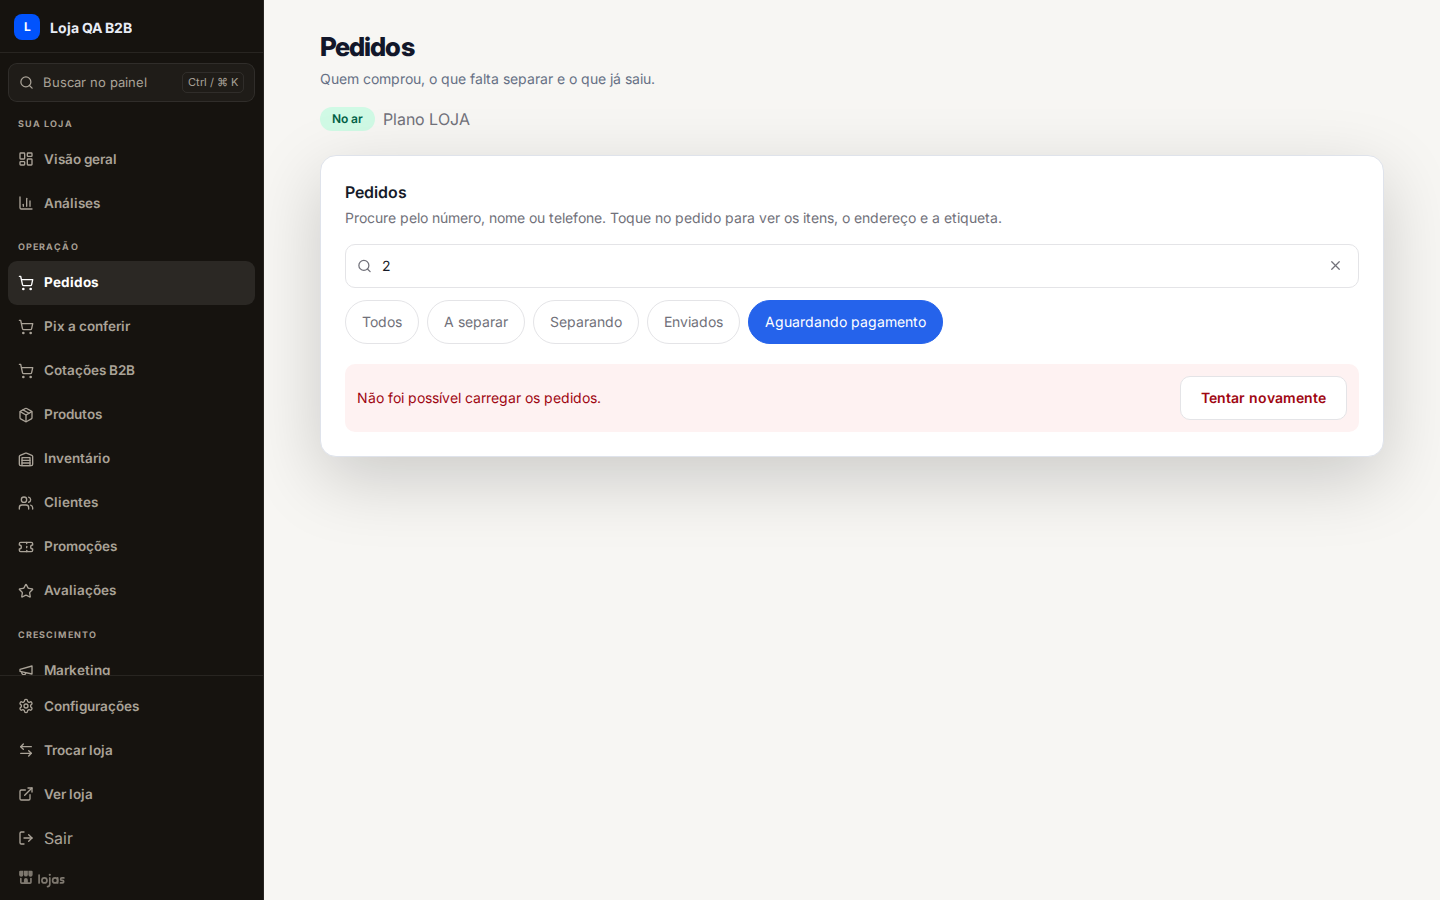 L Loja QA B2B
Buscar no painel Ctrl / ⌘ K
SUA LOJA
Visão geral
Análises
OPERAÇÃO
Pedidos
Pix a conferir
Cotações B2B
Produtos
Inventário
Clientes
Promoções
Avaliações
CRESCIMENTO
Marketing
Configurações
Trocar loja
Ver loja
Sair
lojas
Pedidos
Quem comprou, o que falta separar e o que já saiu.
No ar Plano LOJA
Pedidos
Procure pelo número, nome ou telefone. Toque no pedido para ver os itens, o endereço e a etiqueta.
2
Todos A separar Separando Enviados Aguardando pagamento
Não foi possível carregar os pedidos. Tentar novamente